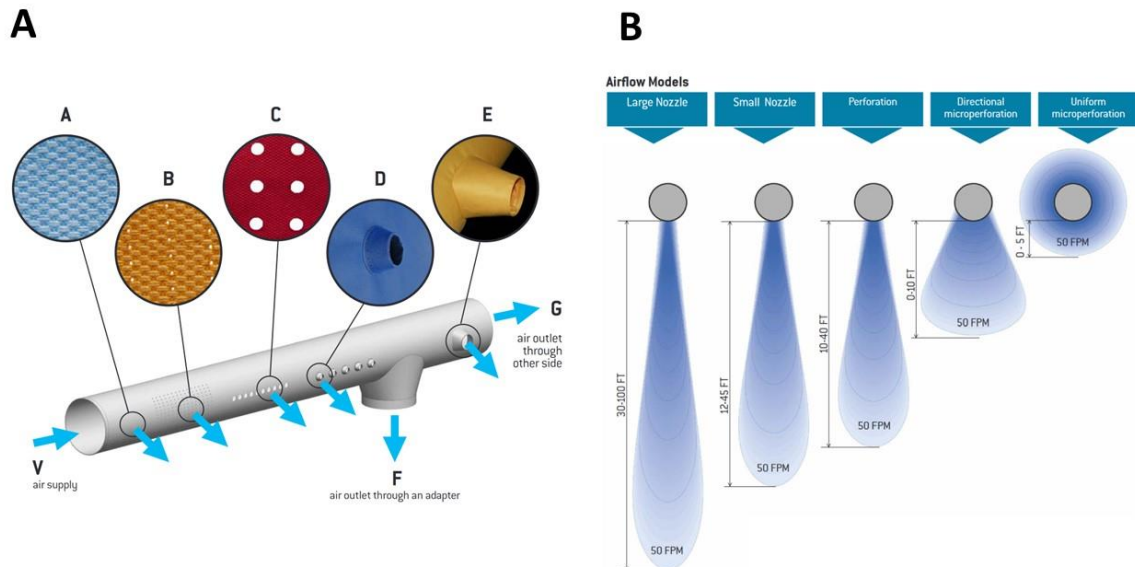 A
A
B
C
D
E
G
air outlet
through
other side
V
air supply
F
air outlet through an adapter
B
Airflow Models
Large Nozzle
Small Nozzle
Perforation
Directional
microperforation
Uniform
microperforation
30-100 FT
50 FPM
12-45 FT
50 FPM
10-40 FT
50 FPM
0-10 FT
50 FPM
0 - 5 FT
50 FPM